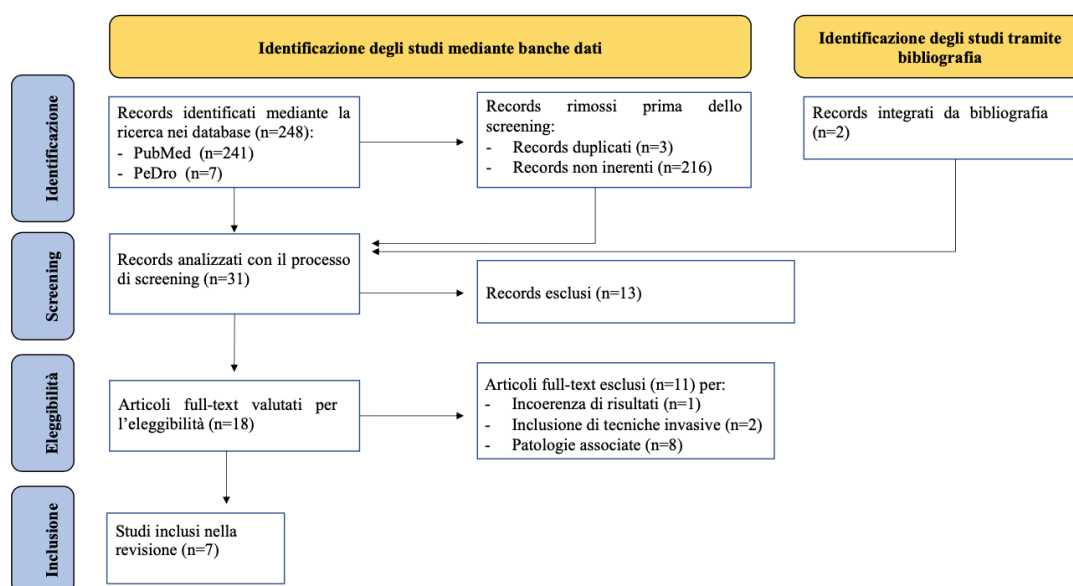 Identificazione degli studi mediante banche dati
Identificazione degli studi tramite
bibliografia
Identificazione
Records identificati mediante la
ricerca nei database (n=248):
- PubMed (n=241)
- PeDro (n=7)
Records rimossi prima dello
screening:
- Records duplicati (n=3)
- Records non inerenti (n=216)
Records integrati da bibliografia
(n=2)
Screening
Records analizzati con il processo
di screening (n=31)
Records esclusi (n=13)
Eleggibilità
Articoli full-text valutati per
l'eleggibilità (n=18)
Articoli full-text esclusi (n=11) per:
- Incoerenza di risultati (n=1)
- Inclusione di tecniche invasive (n=2)
- Patologie associate (n=8)
Inclusione
Studi inclusi nella
revisione (n=7)